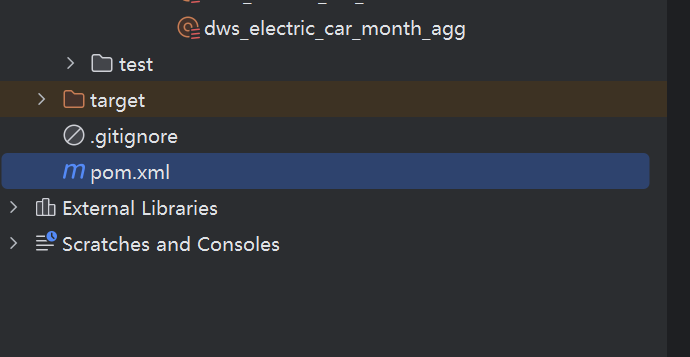 dws_electric_car_month_agg
test
target
.gitignore
pom.xml
External Libraries
Scratches and Consoles